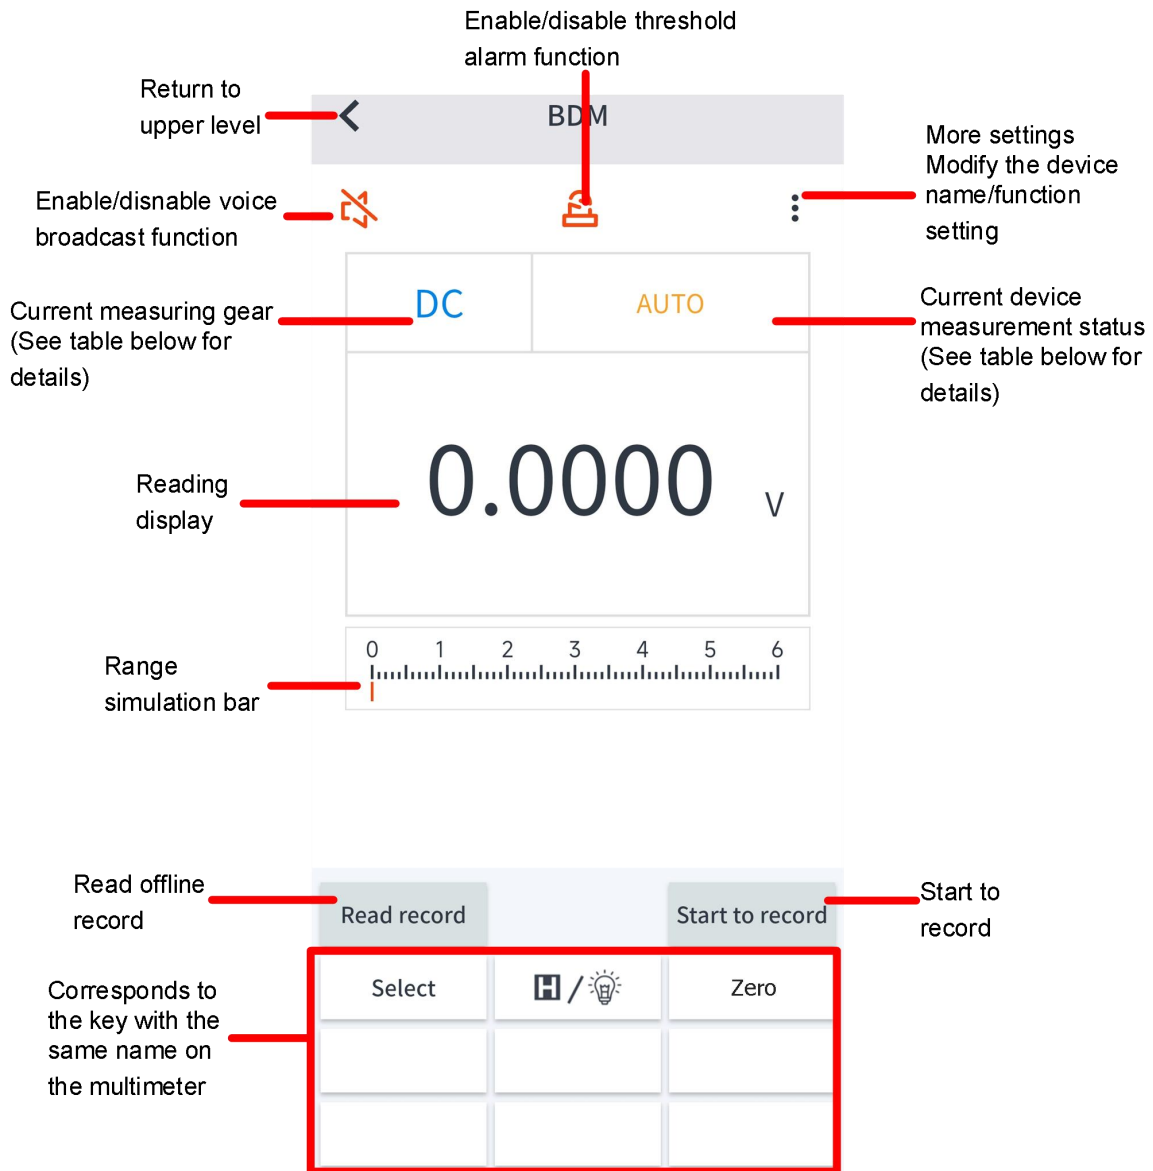 Enable/disable threshold
alarm function
Return to
upper level
BDM
More settings
Modify the device
name/function
setting
Enable/disnable voice
broadcast function
Current measuring gear
(See table below for
details)
DC
AUTO
Current device
measurement status
(See table below for
details)
Reading
display
0.0000 V
0 1 2 3 4 5 6
Range
simulation bar
Read offline
record
Read record
Start to record
Start to
record
Select
H/
Zero
Corresponds to
the key with the
same name on
the multimeter